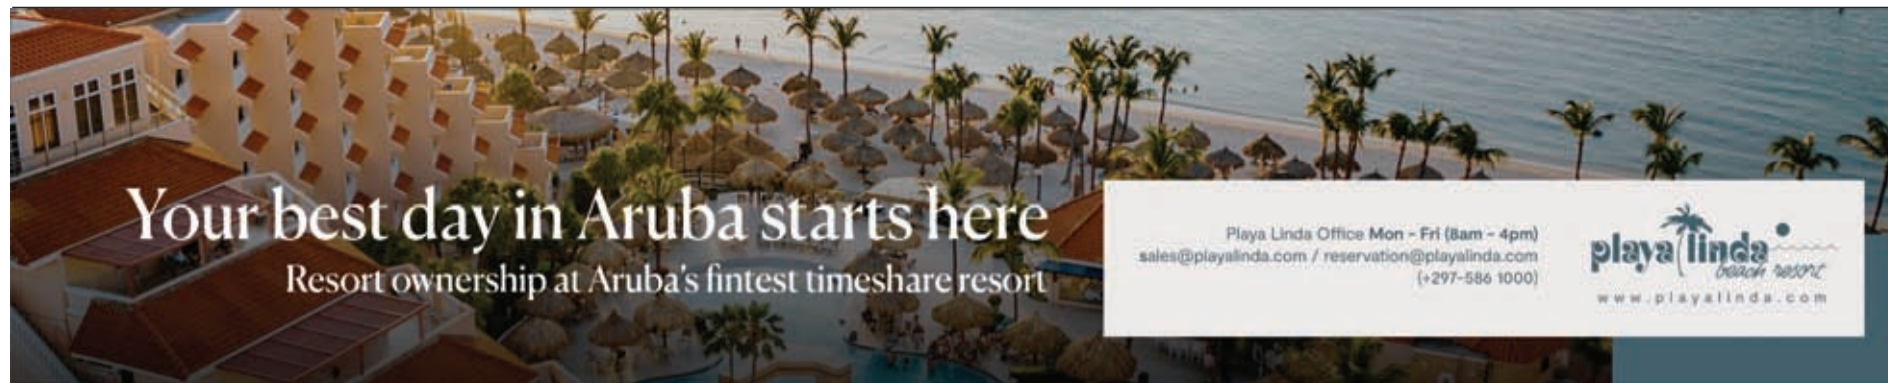 Your best day in Aruba starts here
Resort ownership at Aruba's fintest timeshare resort
Playa Linda Office Mon - Fri (8am - 4pm)
sales@playalinda.com / reservation@playalinda.com
(+297-586 1000)
playa linda
beach resort
www.playalinda.com